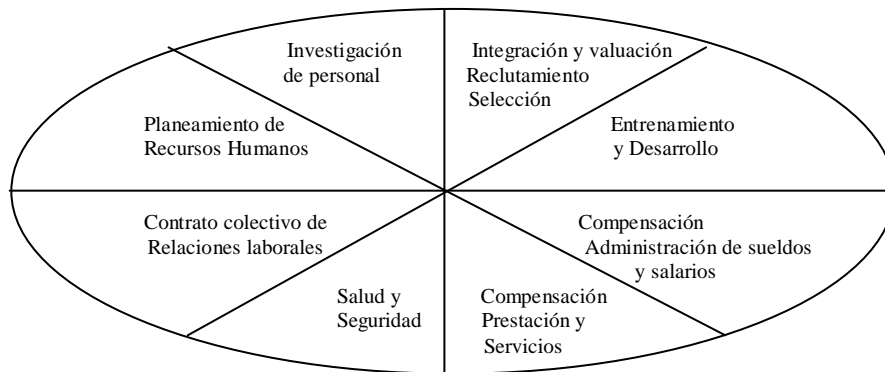 Investigación
de personal
Integración y valuación
Reclutamiento
Selección
Planeamiento de
Recursos Humanos
Entrenamiento
y Desarrollo
Contrato colectivo de
Relaciones laborales
Compensación
Administración de sueldos
y salarios
Salud y
Seguridad
Compensación
Prestación y
Servicios